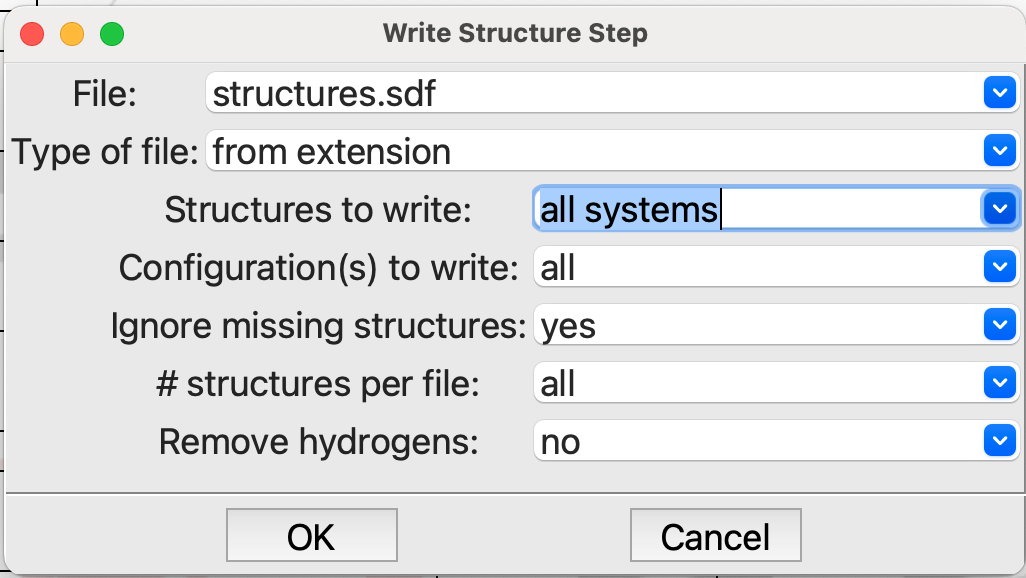 Write Structure Step
File: structures.sdf
Type of file: from extension
Structures to write: all systems
Configuration(s) to write: all
Ignore missing structures: yes
# structures per file: all
Remove hydrogens: no
OK Cancel